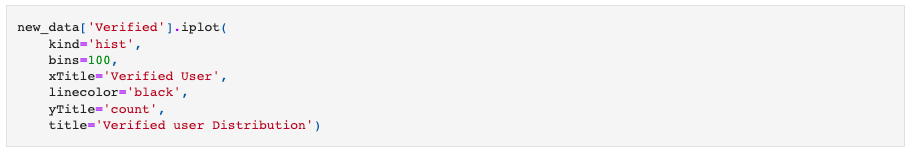 new_data['Verified'].iplot(
    kind='hist',
    bins=100,
    xTitle='Verified User',
    linecolor='black',
    yTitle='count',
    title='Verified user Distribution')